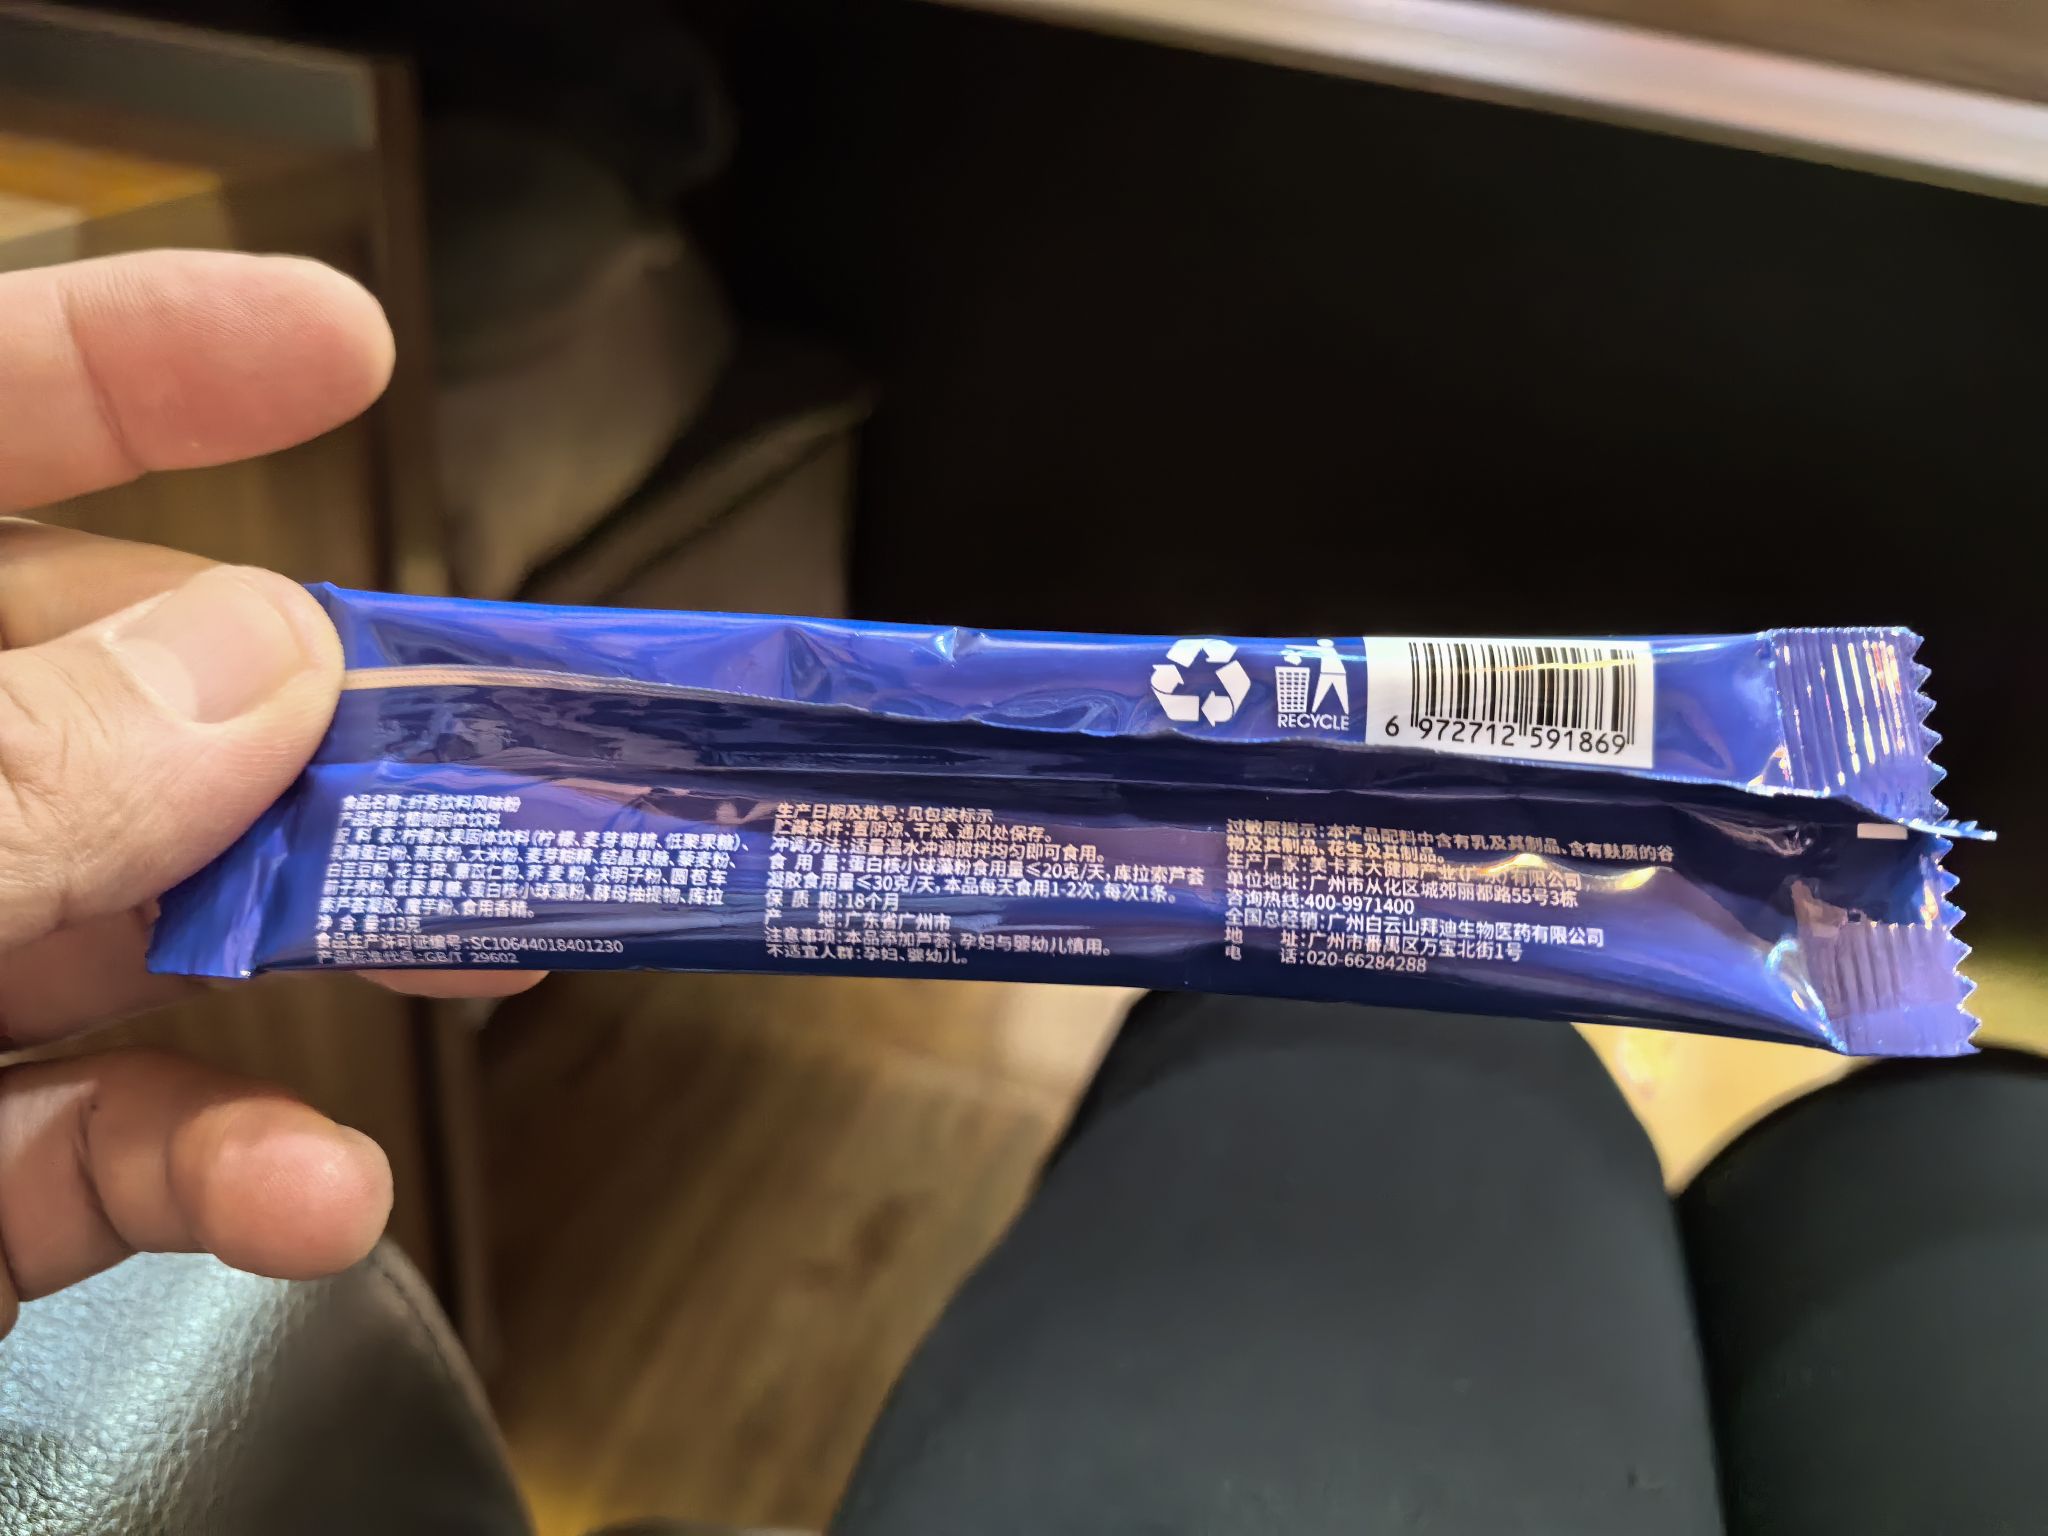 RECYCLE
6 972712 591869
食品名称:纤秀饮料风味粉
产品类型:植物固体饮料
配 料 表:柠檬水果固体饮料(柠檬、麦芽糊精、低聚果糖)、
乳清蛋白粉、燕麦粉、大米粉、麦芽糊精、结晶果糖、藜麦粉、
白芸豆粉、花生碎、薏苡仁粉、荞麦粉、决明子粉、圆苞车
前子壳粉、低聚果糖、蛋白核小球藻粉、酵母抽提物、库拉
索芦荟凝胶、魔芋粉、食用香精。
净 含 量:13克
食品生产许可证编号:SC10644018401230
产品标准代号:GB/T 29602
生产日期及批号:见包装标示
贮藏条件:置阴凉、干燥、通风处保存。
冲调方法:适量温水冲调搅拌均匀即可食用。
食 用 量:蛋白核小球藻粉食用量≤20克/天,库拉索芦荟
凝胶食用量≤30克/天,本品每天食用1-2次,每次1条。
保 质 期:18个月
产 地:广东省广州市
注意事项:本品添加芦荟,孕妇与婴幼儿慎用。
不适宜人群:孕妇、婴幼儿。
过敏原提示:本产品配料中含有乳及其制品、含有麸质的谷
物及其制品、花生及其制品。
生产厂家:美卡素大健康产业(广东)有限公司
单位地址:广州市从化区城郊丽都路55号3栋
咨询热线:400-9971400
全国总经销:广州白云山拜迪生物医药有限公司
地 址:广州市番禺区万宝北街1号
电 话:020-66284288